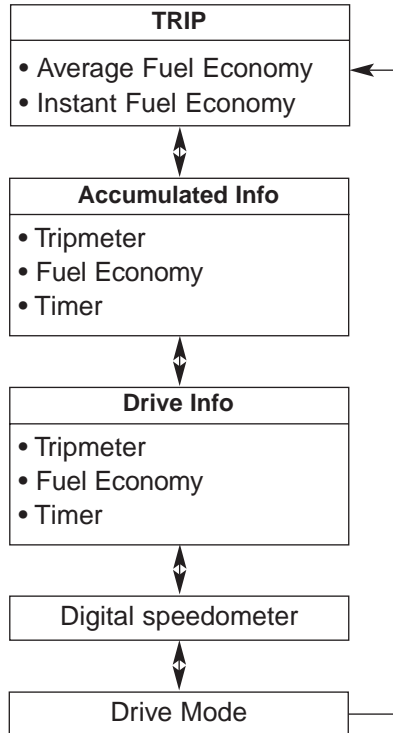 TRIP
• Average Fuel Economy
• Instant Fuel Economy
Accumulated Info
• Tripmeter
• Fuel Economy
• Timer
Drive Info
• Tripmeter
• Fuel Economy
• Timer
Digital speedometer
Drive Mode